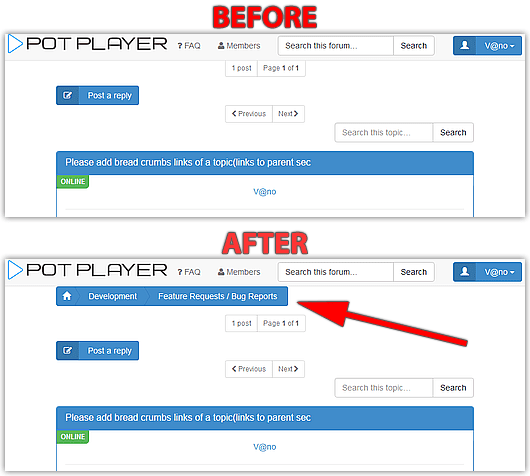 BEFORE
POT PLAYER ? FAQ Members Search this forum... Search V@no
1 post Page 1 of 1
Post a reply
Previous Next
Search this topic... Search
Please add bread crumbs links of a topic(links to parent sec
ONLINE
V@no
AFTER
POT PLAYER ? FAQ Members Search this forum... Search V@no
Development Feature Requests / Bug Reports
1 post Page 1 of 1
Post a reply
Previous Next
Search this topic... Search
Please add bread crumbs links of a topic(links to parent sec
ONLINE
V@no